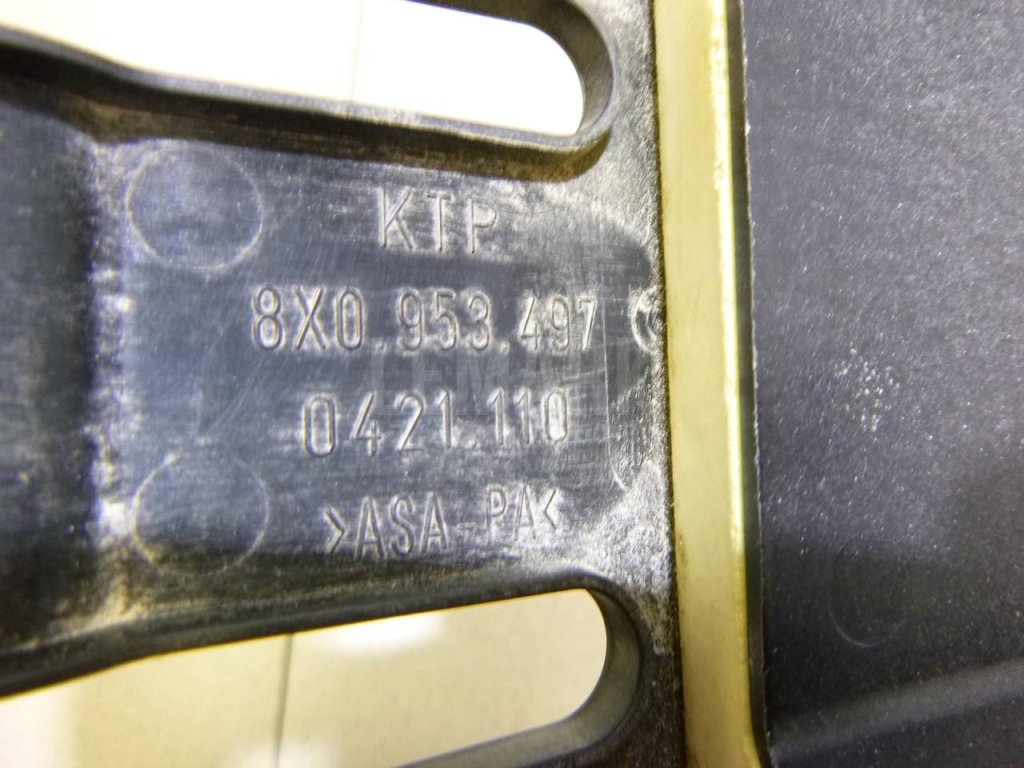 KTP
8X0.953.497
0421.110
>ASA-PA<